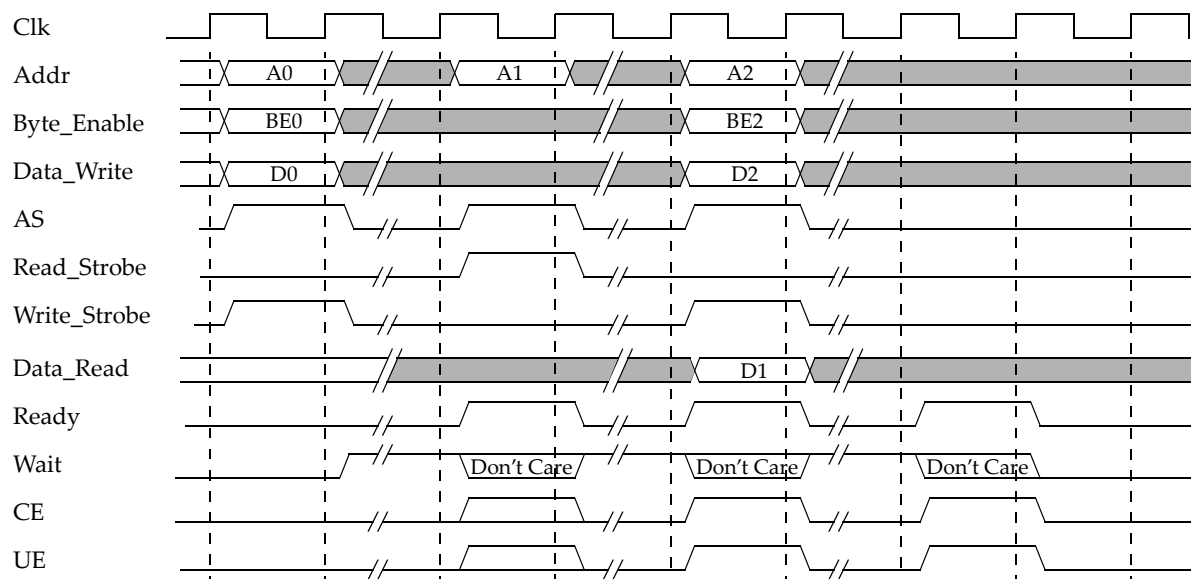 Clk
Addr A0 A1 A2
Byte_Enable BE0 BE2
Data_Write D0 D2
AS
Read_Strobe
Write_Strobe
Data_Read D1
Ready
Wait Don't Care Don't Care Don't Care
CE
UE